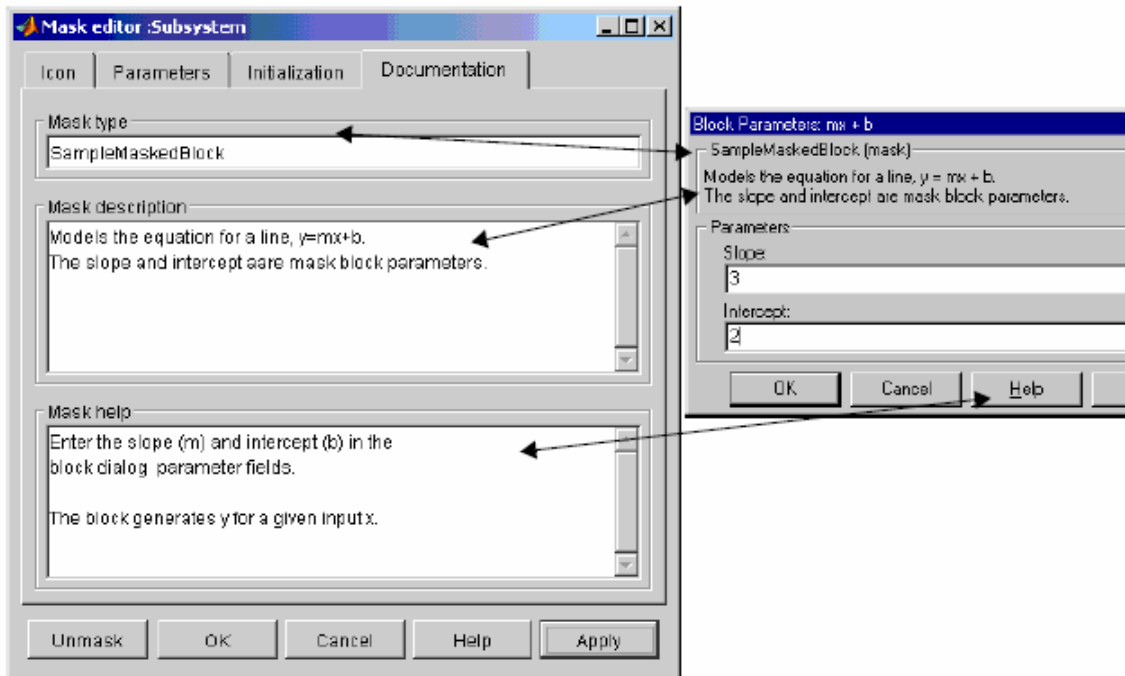 Mask editor :Subsystem
Icon Parameters Initialization Documentation
Mask type
SampleMaskedBlock
Mask description
Models the equation for a line, y=mx+b.
The slope and intercept aare mask block parameters.
Mask help
Enter the slope (m) and intercept (b) in the
block dialog parameter fields.
The block generates y for a given input x.
Unmask OK Cancel Help Apply
Block Parameters: mx + b
SampleMaskedBlock (mask)
Models the equation for a line, y = mx + b.
The slope and intercept are mask block parameters.
Parameters
Slope:
3
Intercept:
2
OK Cancel Help